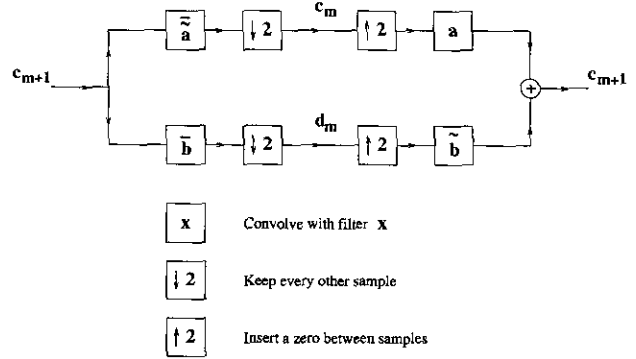 c_m
ā̃ ↓ 2 ↑ 2 a
c_{m+1} + c_{m+1}
d_m
b̄ ↓ 2 ↑ 2 b̃
x Convolve with filter x
↓ 2 Keep every other sample
↑ 2 Insert a zero between samples